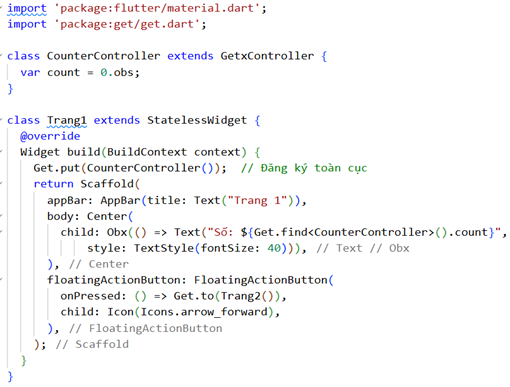 import 'package:flutter/material.dart';
import 'package:get/get.dart';

class CounterController extends GetxController {
  var count = 0.obs;
}

class Trang1 extends StatelessWidget {
  @override
  Widget build(BuildContext context) {
    Get.put(CounterController());  // Đăng ký toàn cục
    return Scaffold(
      appBar: AppBar(title: Text("Trang 1")),
      body: Center(
        child: Obx(() => Text("Số: ${Get.find<CounterController>().count}",
            style: TextStyle(fontSize: 40))), // Text // Obx
      ), // Center
      floatingActionButton: FloatingActionButton(
        onPressed: () => Get.to(Trang2()),
        child: Icon(Icons.arrow_forward),
      ), // FloatingActionButton
    ); // Scaffold
  }
}